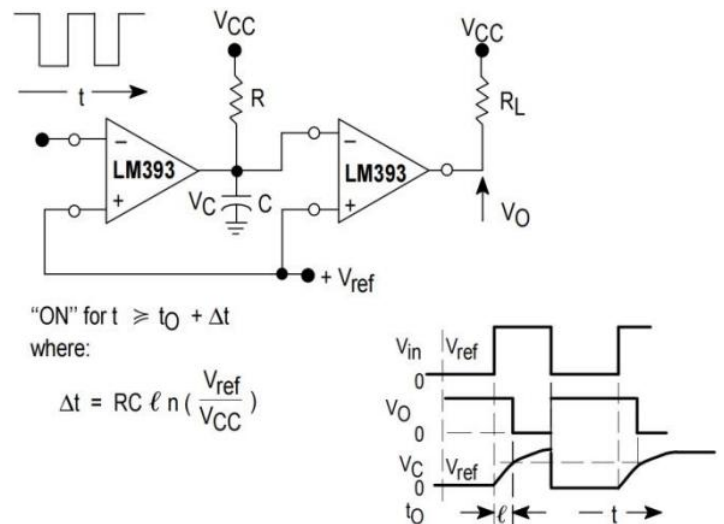 VCC
VCC
t
R
RL
−
LM393
+
−
LM393
+
VC
C
VO
+ Vref
“ON” for t ⩾ tO + Δt
where:
Δt = RC ℓ n ( Vref / VCC )
Vin
Vref
0
VO
0
VC
Vref
0
tO
ℓ
t